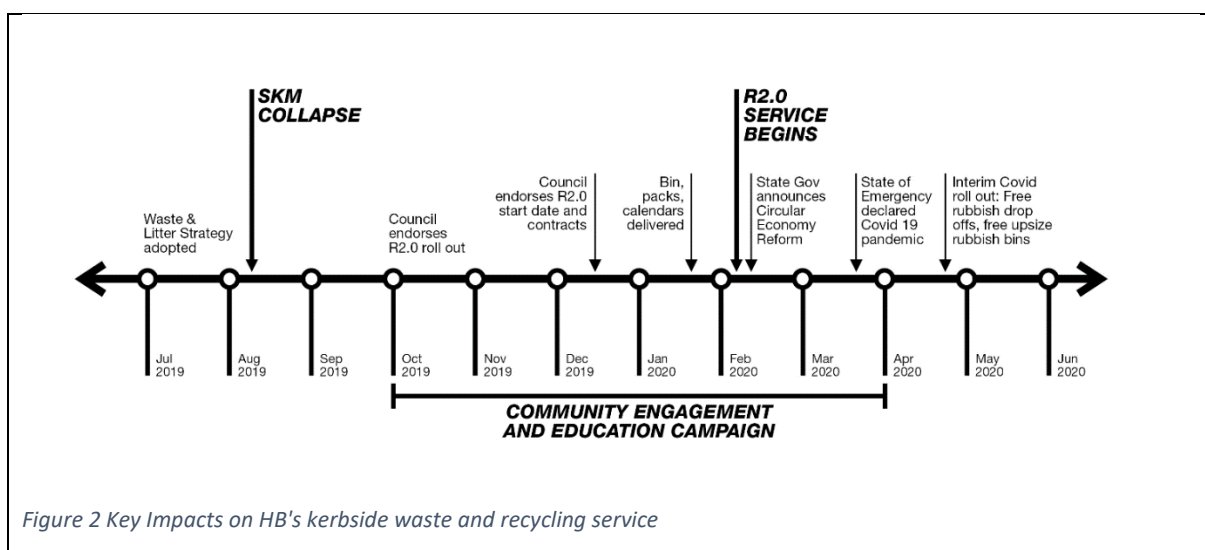 SKM
COLLAPSE
R2.0
SERVICE
BEGINS
Waste &
Litter Strategy
adopted
Council
endorses
R2.0 roll out
Council
endorses R2.0
start date and
contracts
Bin,
packs,
calendars
delivered
State Gov
announces
Circular
Economy
Reform
State of
Emergency
declared
Covid 19
pandemic
Interim Covid
roll out: Free
rubbish drop
offs, free upsize
rubbish bins
Jul
2019
Aug
2019
Sep
2019
Oct
2019
Nov
2019
Dec
2019
Jan
2020
Feb
2020
Mar
2020
Apr
2020
May
2020
Jun
2020
COMMUNITY ENGAGEMENT
AND EDUCATION CAMPAIGN
Figure 2 Key Impacts on HB's kerbside waste and recycling service